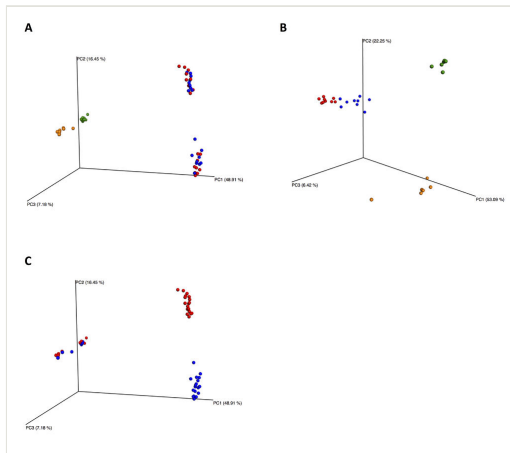 A
PC2 (16.45 %)
PC1 (48.91 %)
PC3 (7.18 %)
B
PC2 (22.25 %)
PC3 (6.42 %)
PC1 (53.09 %)
C
PC2 (16.45 %)
PC1 (48.91 %)
PC3 (7.18 %)